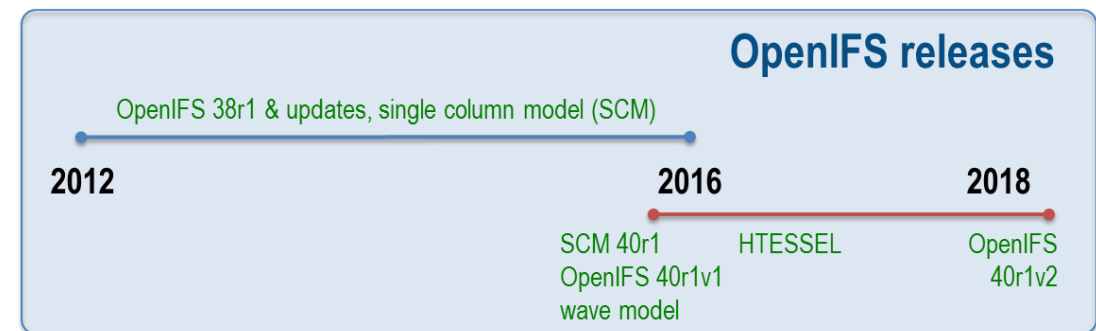 OpenIFS releases
OpenIFS 38r1 & updates, single column model (SCM)
2012
2016
2018
SCM 40r1
OpenIFS 40r1v1
wave model
HTESSEL
OpenIFS
40r1v2